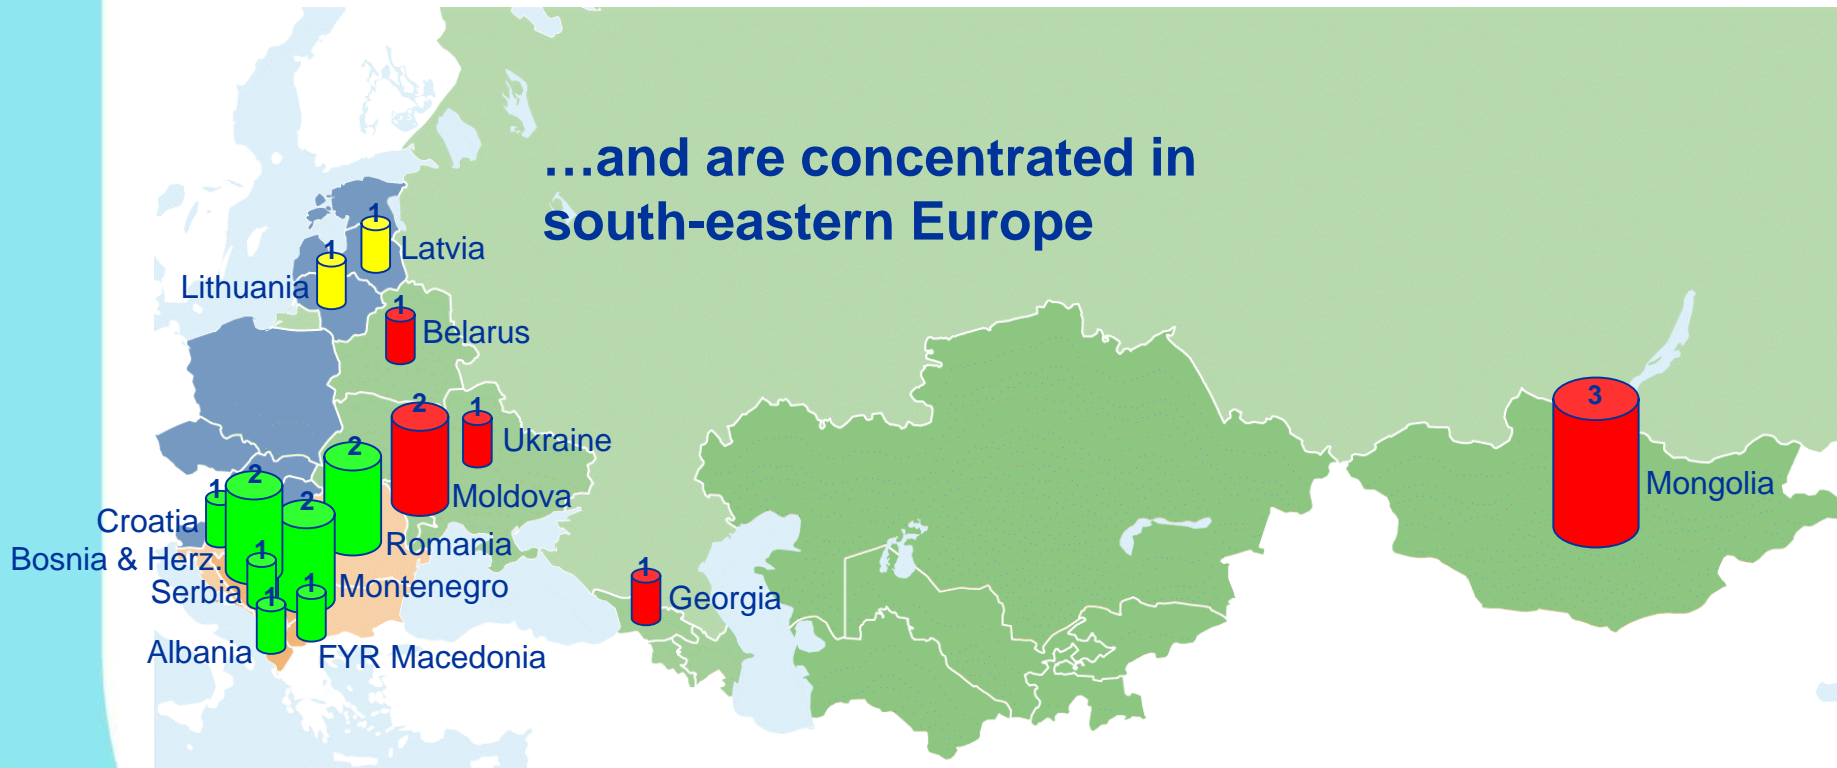 …and are concentrated in
south-eastern Europe
1
Latvia
1
Lithuania
1
Belarus
2
1
Ukraine
3
Mongolia
2
Moldova
2
1
Croatia
2
Romania
Bosnia & Herz.
1
Serbia
1
Montenegro
1
Georgia
1
Albania
FYR Macedonia